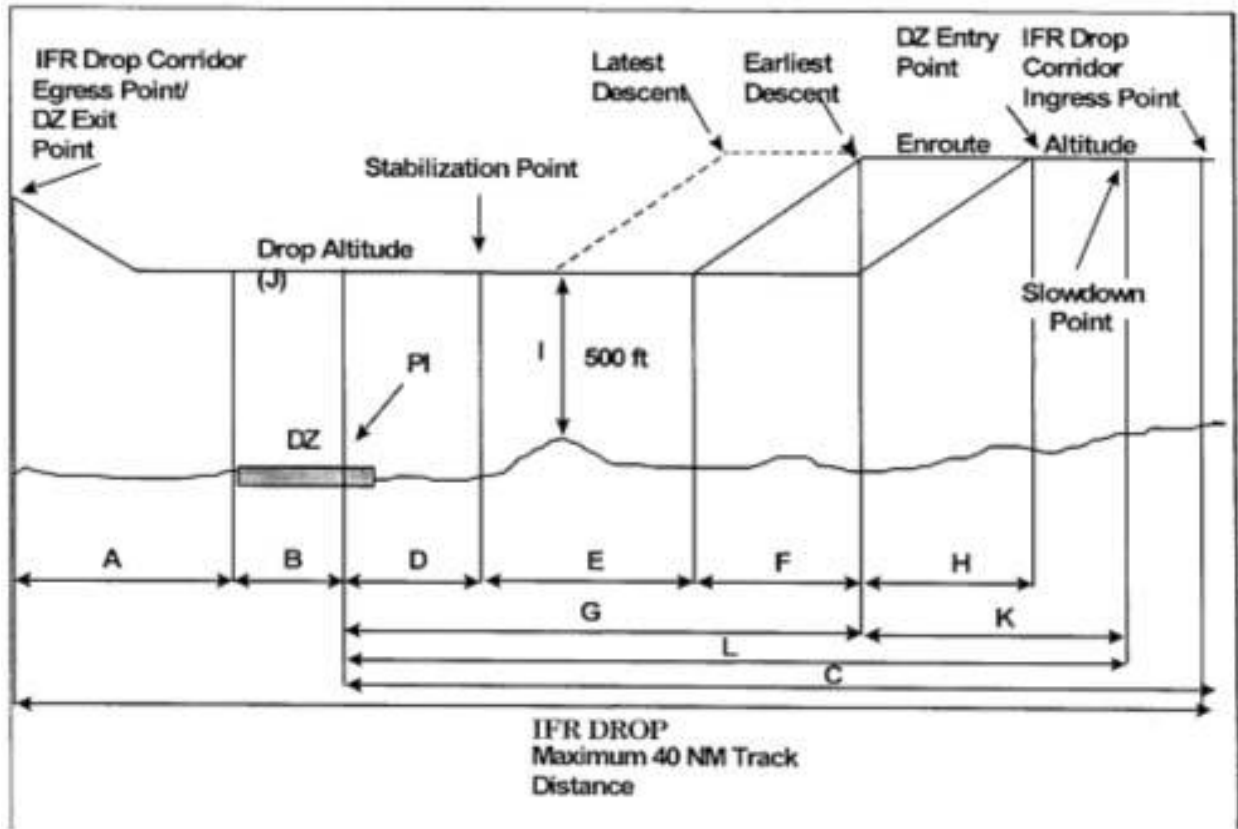 IFR Drop Corridor
Egress Point/
DZ Exit
Point
Latest
Descent
Earliest
Descent
DZ Entry
Point
IFR Drop
Corridor
Ingress Point
Enroute
Altitude
Stabilization Point
Drop Altitude
(J)
Slowdown
Point
I
500 ft
PI
DZ
A
B
D
E
F
H
G
K
L
C
IFR DROP
Maximum 40 NM Track
Distance